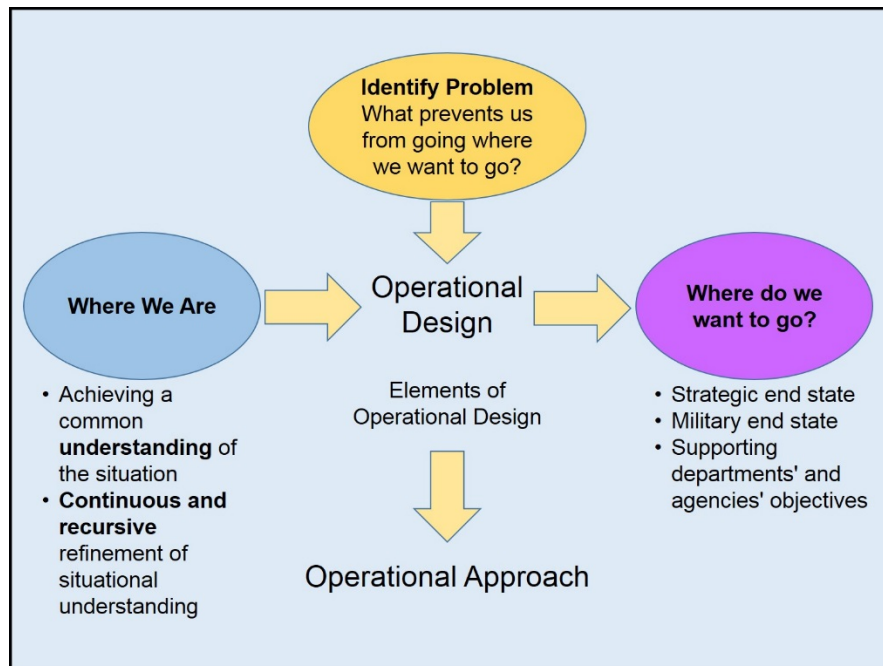 Identify Problem
What prevents us
from going where
we want to go?
Where We Are
Operational
Design
Where do we
want to go?
• Achieving a
common
understanding of
the situation
• Continuous and
recursive
refinement of
situational
understanding
Elements of
Operational Design
• Strategic end state
• Military end state
• Supporting
departments' and
agencies' objectives
Operational Approach